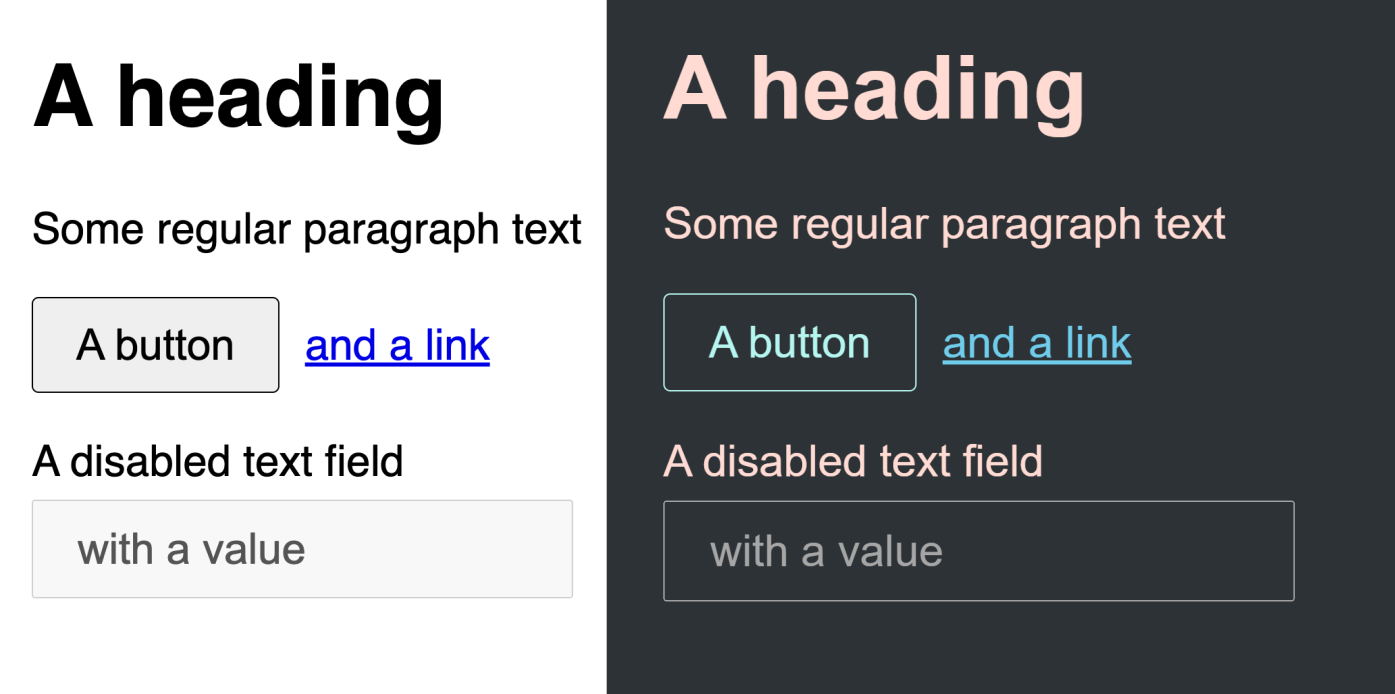 A heading
Some regular paragraph text
A button and a link
A disabled text field
with a value
A heading
Some regular paragraph text
A button and a link
A disabled text field
with a value